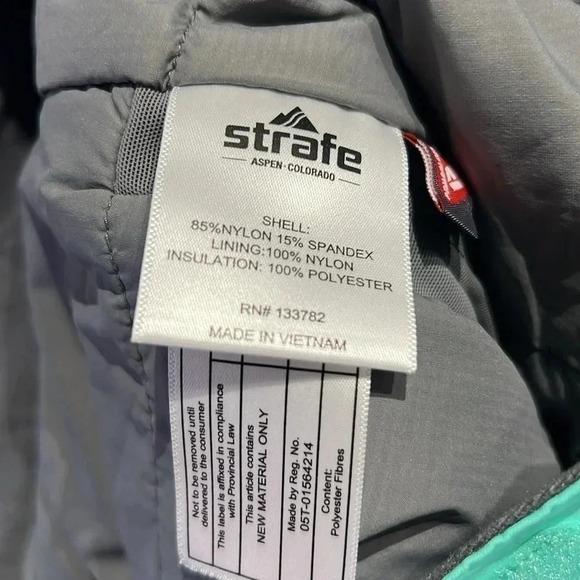 strafe
ASPEN-COLORADO
SHELL:
85%NYLON 15% SPANDEX
LINING:100% NYLON
INSULATION: 100% POLYESTER
RN# 133782
MADE IN VIETNAM
Not to be removed until
delivered to the consumer
This label is affixed in compliance
with Provincial Law
This article contains
NEW MATERIAL ONLY
Made by Reg. No.
05T-01564214
Content:
Polyester Fibres